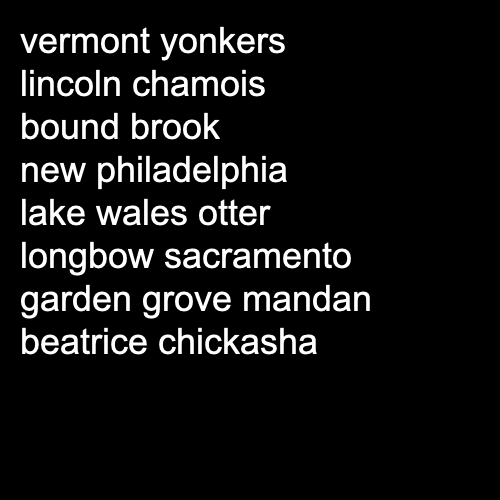 vermont yonkers
lincoln chamois
bound brook
new philadelphia
lake wales otter
longbow sacramento
garden grove mandan
beatrice chickasha